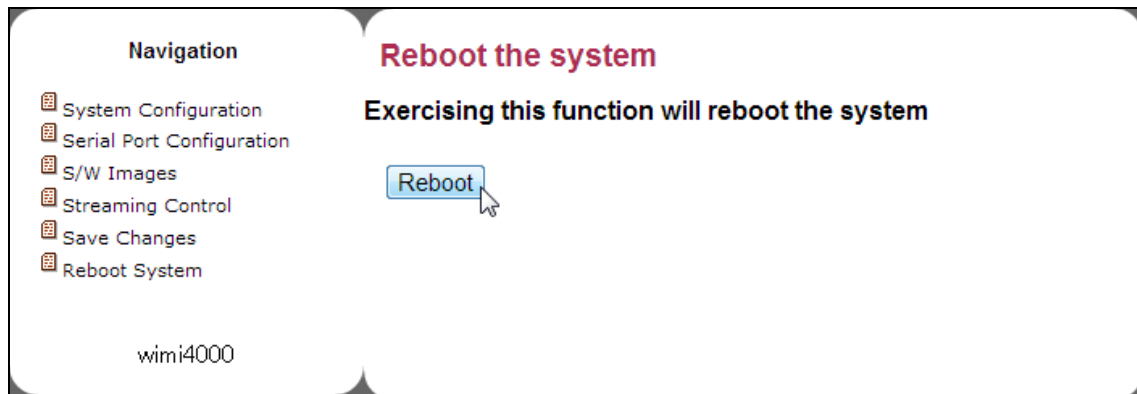 Navigation
System Configuration
Serial Port Configuration
S/W Images
Streaming Control
Save Changes
Reboot System
wimi4000
Reboot the system
Exercising this function will reboot the system
Reboot